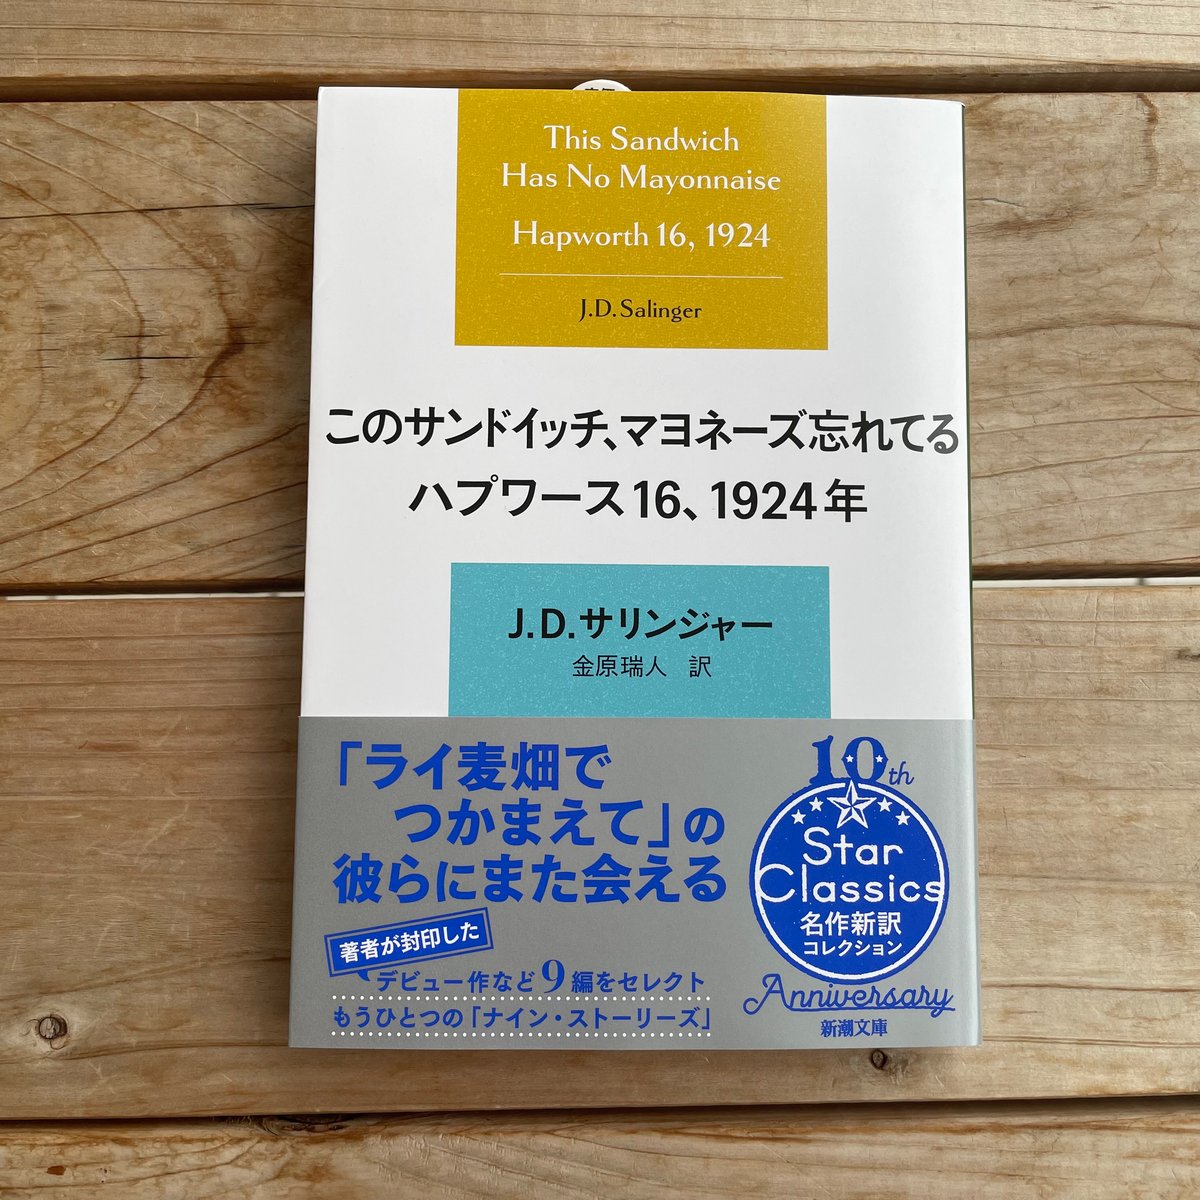 This Sandwich
Has No Mayonnaise
Hapworth 16, 1924
J.D. Salinger
このサンドイッチ、マヨネーズ忘れてる
ハプワース16、1924年
J.D.サリンジャー
金原瑞人 訳
「ライ麦畑で
つかまえて」の
彼らにまた会える
著者が封印した
デビュー作など9編をセレクト
もうひとつの「ナイン・ストーリーズ」
10th
Star
Classics
名作新訳
コレクション
Anniversary
新潮文庫